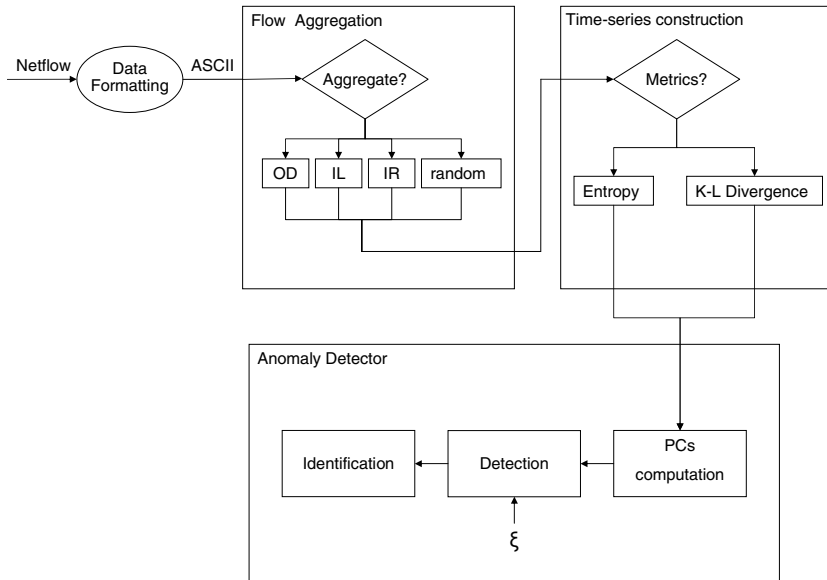 Flow Aggregation
Time-series construction
Netflow
Data
Formatting
ASCII
Aggregate?
Metrics?
OD
IL
IR
random
Entropy
K-L Divergence
Anomaly Detector
Identification
Detection
PCs
computation
ξ